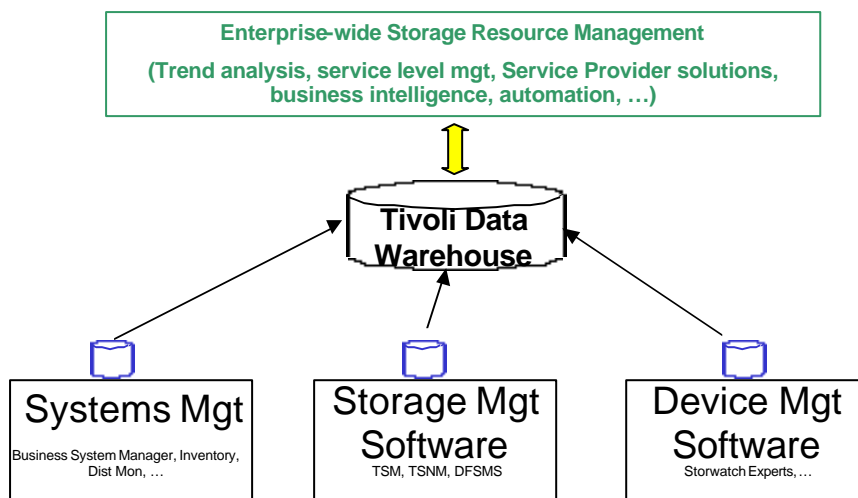 Enterprise-wide Storage Resource Management
(Trend analysis, service level mgt, Service Provider solutions,
business intelligence, automation, …)
Tivoli Data
Warehouse
Systems Mgt
Business System Manager, Inventory,
Dist Mon, …
Storage Mgt
Software
TSM, TSNM, DFSMS
Device Mgt
Software
Storwatch Experts, …